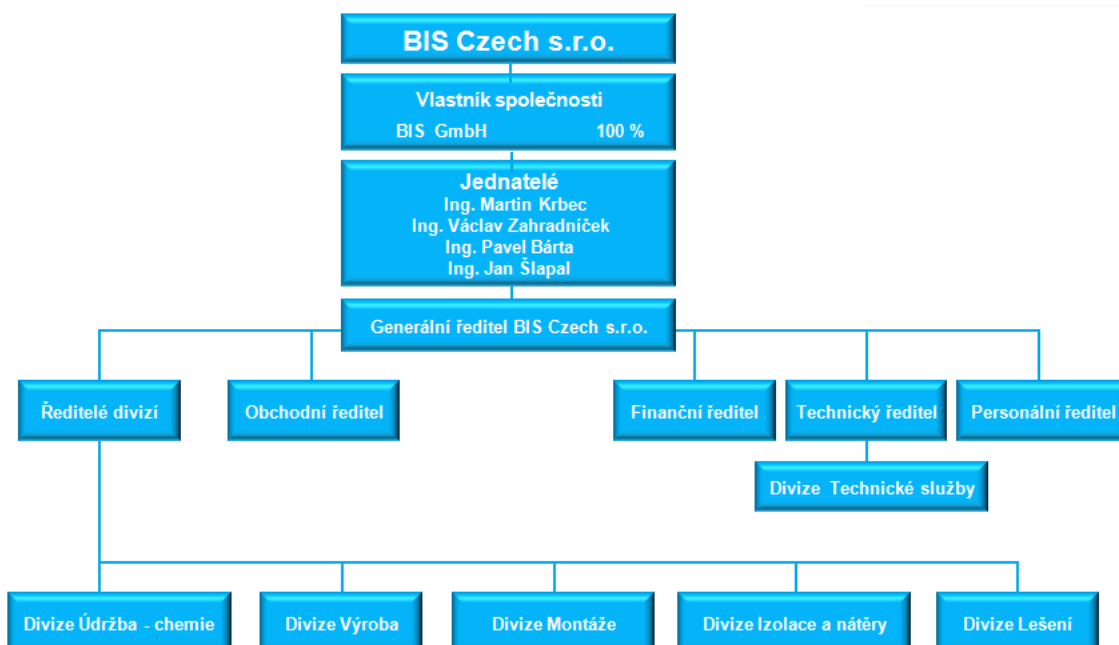 BIS Czech s.r.o.
Vlastník společnosti
BIS GmbH 100 %
Jednatelé
Ing. Martin Krbec
Ing. Václav Zahradníček
Ing. Pavel Bárta
Ing. Jan Šlapal
Generální ředitel BIS Czech s.r.o.
Ředitelé divizí
Obchodní ředitel
Finanční ředitel
Technický ředitel
Personální ředitel
Divize Technické služby
Divize Údržba - chemie
Divize Výroba
Divize Montáže
Divize Izolace a nátěry
Divize Lešení